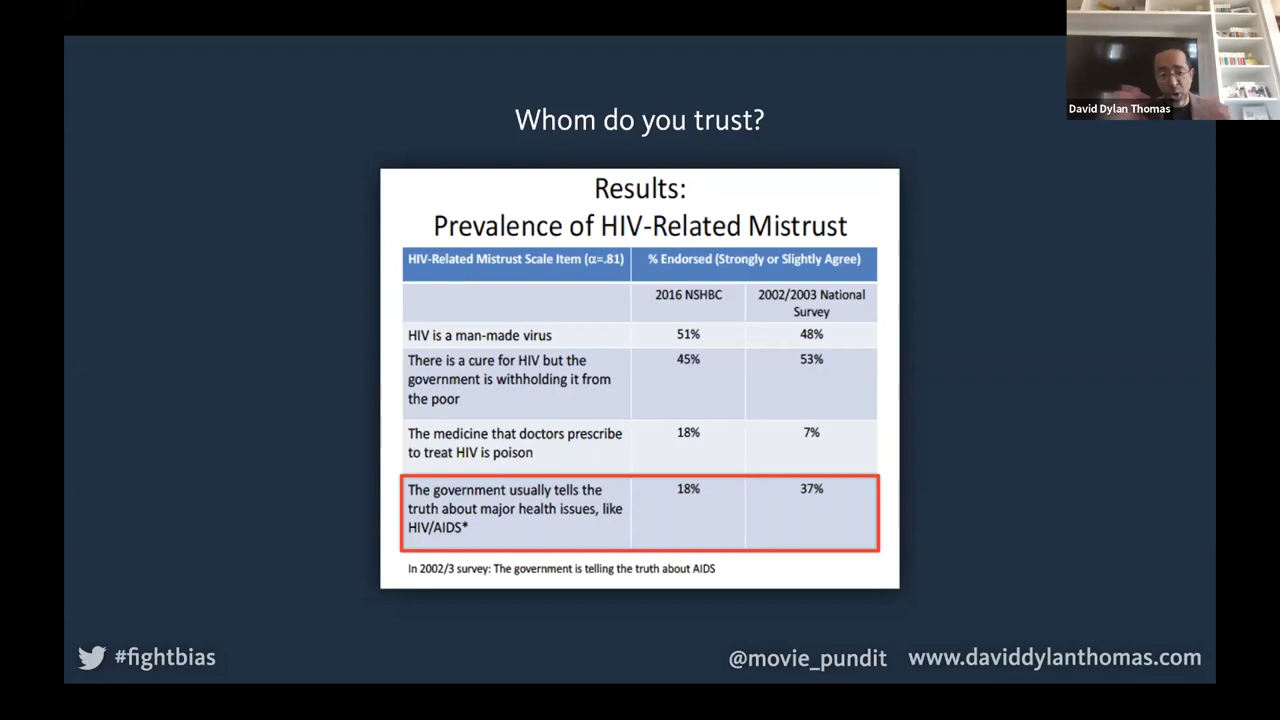 David Dylan Thomas
Whom do you trust?
Results:
Prevalence of HIV-Related Mistrust
HIV-Related Mistrust Scale Item (α=.81) % Endorsed (Strongly or Slightly Agree)
2016 NSHBC 2002/2003 National
Survey
HIV is a man-made virus 51% 48%
There is a cure for HIV but the 45% 53%
government is withholding it from
the poor
The medicine that doctors prescribe 18% 7%
to treat HIV is poison
The government usually tells the 18% 37%
truth about major health issues, like
HIV/AIDS*
In 2002/3 survey: The government is telling the truth about AIDS
#fightbias @movie_pundit www.daviddylanthomas.com